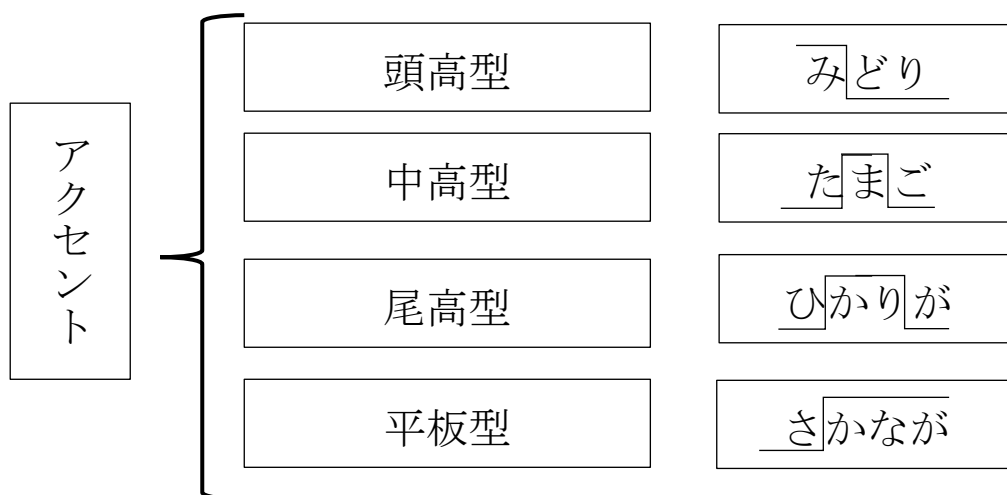 アクセント
頭高型
みどり
中高型
たまご
尾高型
ひかりが
平板型
さかなが